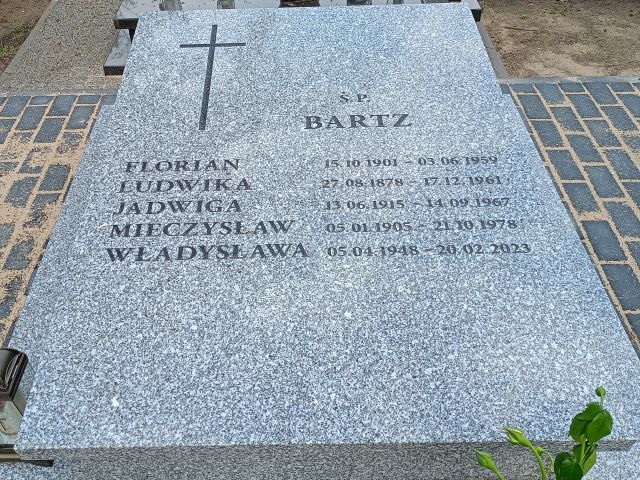 Ś.P.
BARTZ
FLORIAN 15.10.1901 – 03.06.1959
LUDWIKA 27.08.1878 – 17.12.1961
JADWIGA 13.06.1915 – 14.09.1967
MIECZYSŁAW 05.01.1905 – 21.10.1978
WŁADYSŁAWA 05.04.1948 – 20.02.2023